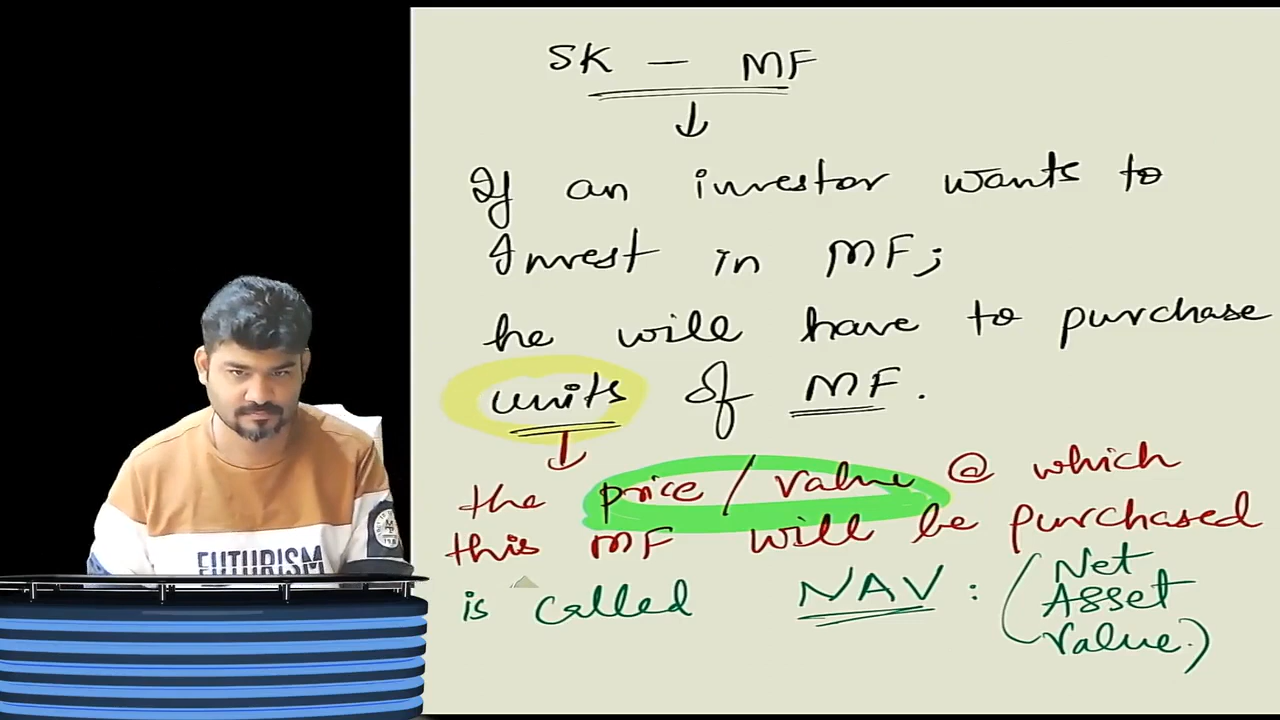 SK - MF
If an investor wants to
Invest in MF;
he will have to purchase
units of MF.
the price / value @ which
this MF will be purchased
is called NAV : (Net
Asset
Value.)
FUTURISM